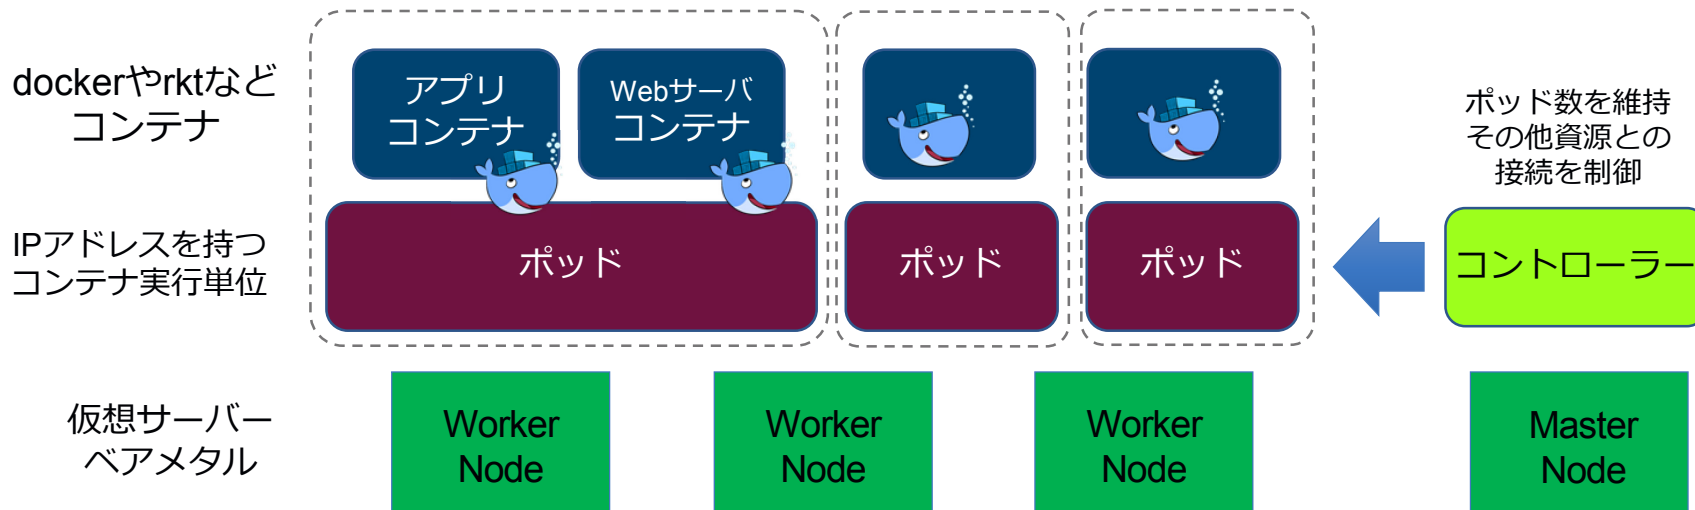 dockerやrktなど
コンテナ
アプリ
コンテナ
Webサーバ
コンテナ
ポッド数を維持
その他資源との
接続を制御
IPアドレスを持つ
コンテナ実行単位
ポッド
ポッド
ポッド
コントローラー
仮想サーバー
ベアメタル
Worker
Node
Worker
Node
Worker
Node
Master
Node